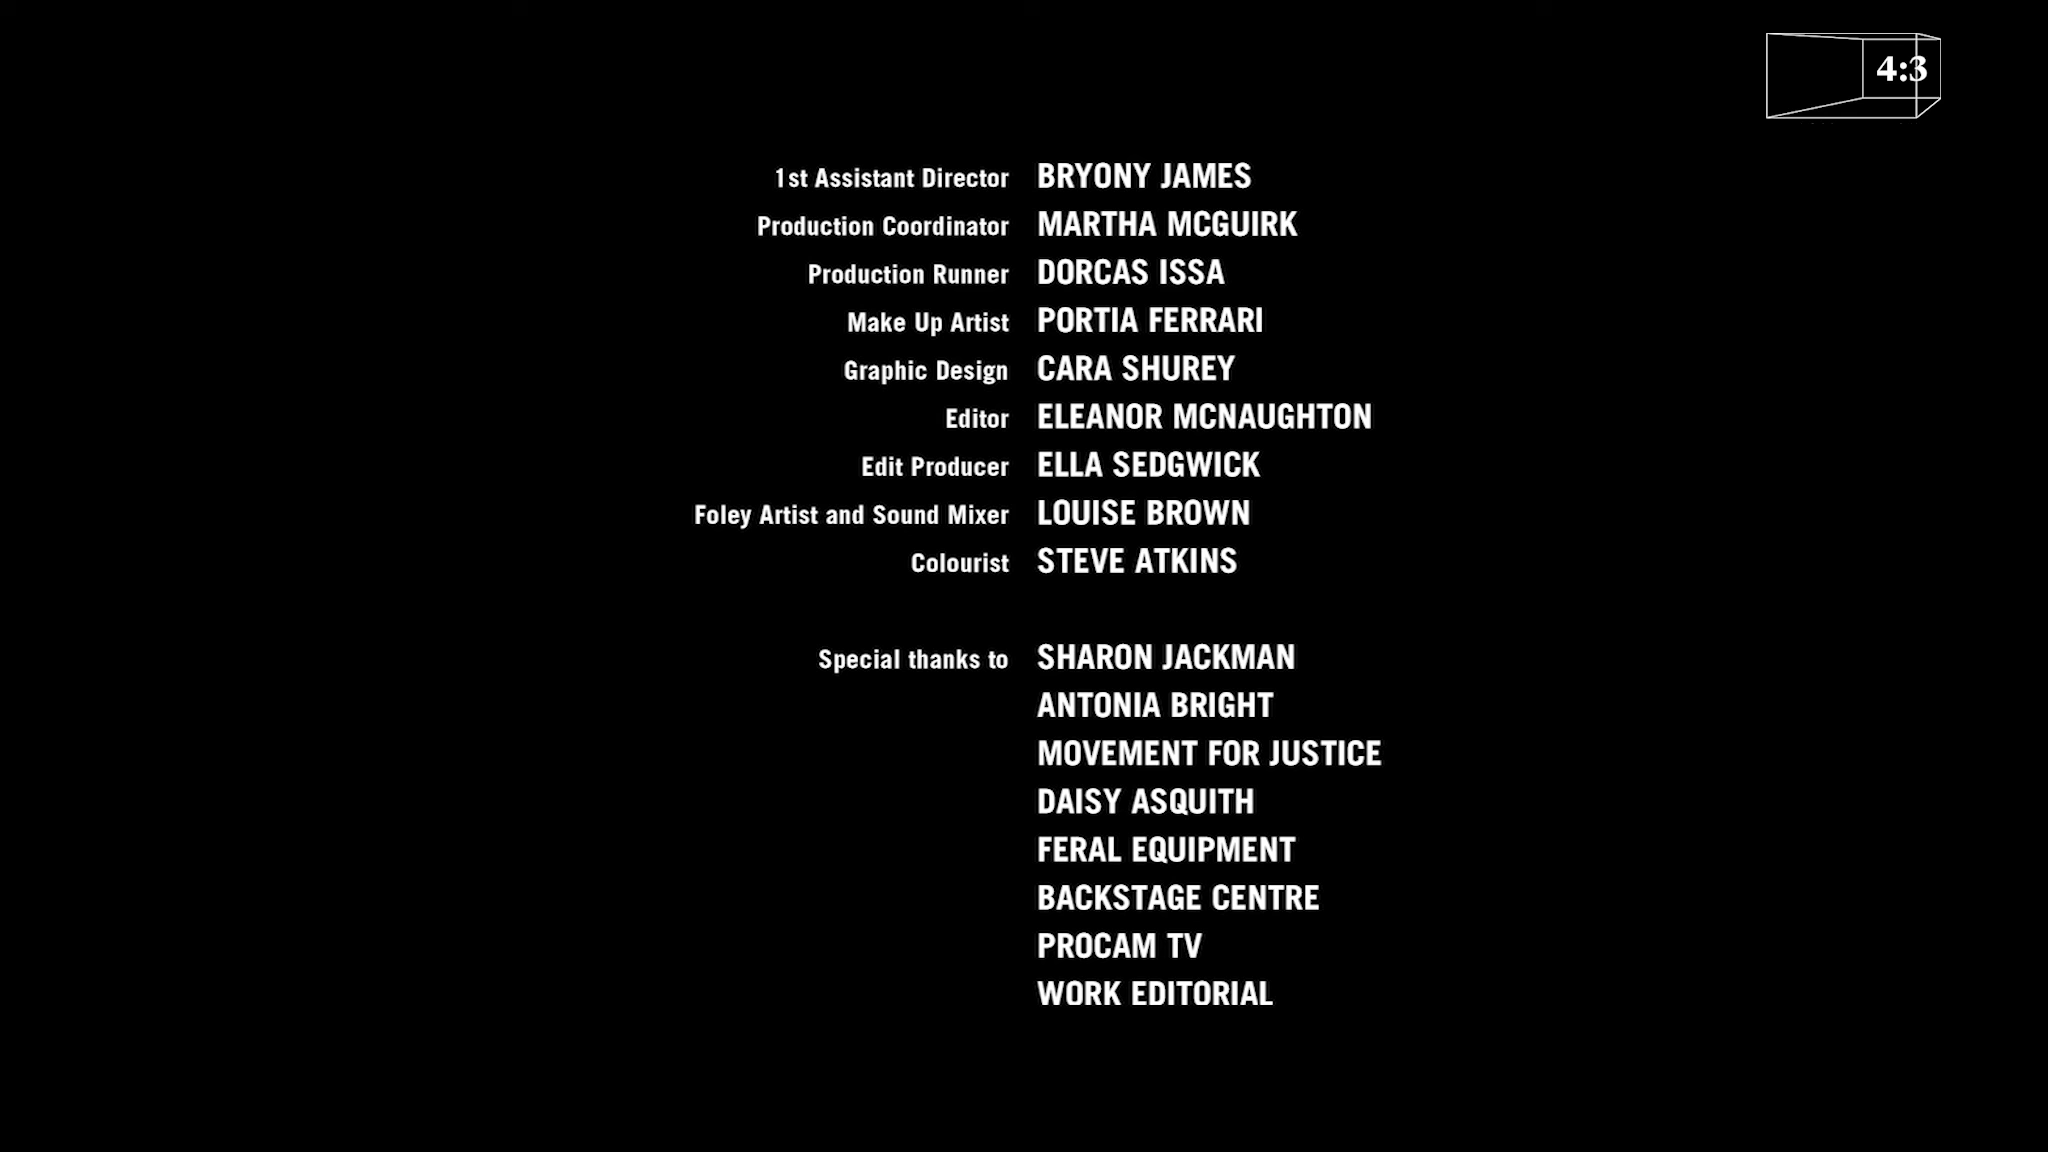 4:3
1st Assistant Director BRYONY JAMES
Production Coordinator MARTHA MCGUIRK
Production Runner DORCAS ISSA
Make Up Artist PORTIA FERRARI
Graphic Design CARA SHUREY
Editor ELEANOR MCNAUGHTON
Edit Producer ELLA SEDGWICK
Foley Artist and Sound Mixer LOUISE BROWN
Colourist STEVE ATKINS
Special thanks to SHARON JACKMAN
ANTONIA BRIGHT
MOVEMENT FOR JUSTICE
DAISY ASQUITH
FERAL EQUIPMENT
BACKSTAGE CENTRE
PROCAM TV
WORK EDITORIAL